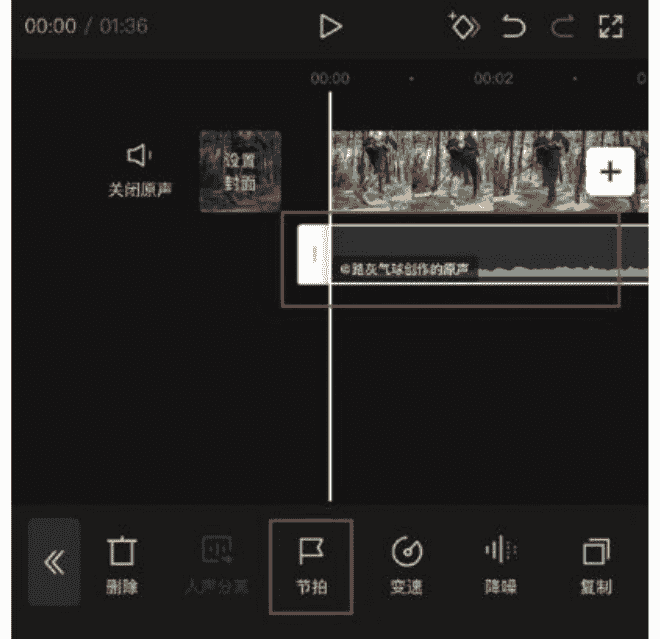 00:00 / 01:36
00:00
00:02
0
关闭原声
设置
封面
@路灰气球创作的原声
删除
人声分离
节拍
变速
降噪
复制